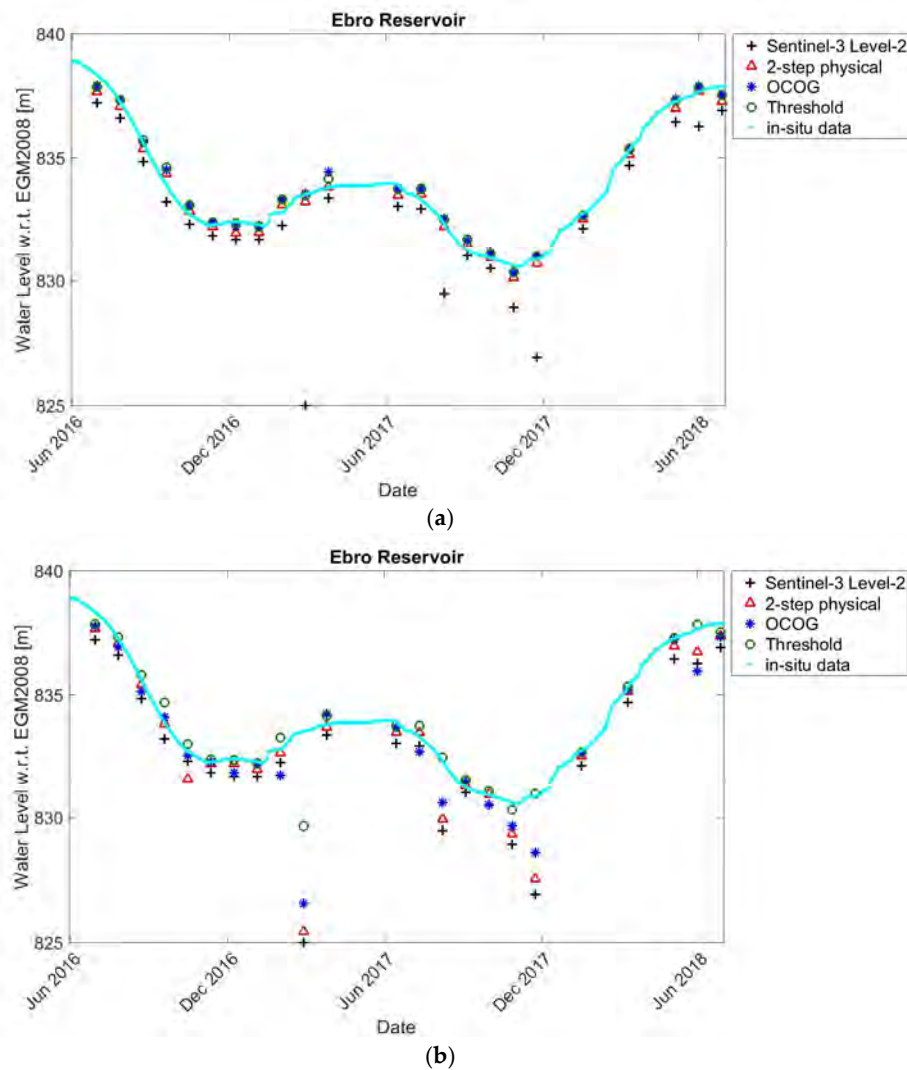 Ebro Reservoir
840
835
830
825
Water Level w.r.t. EGM2008 [m]
Jun 2016
Dec 2016
Jun 2017
Dec 2017
Jun 2018
Date
Sentinel-3 Level-2
2-step physical
OCOG
Threshold
in-situ data
(a)
Ebro Reservoir
840
835
830
825
Water Level w.r.t. EGM2008 [m]
Jun 2016
Dec 2016
Jun 2017
Dec 2017
Jun 2018
Date
Sentinel-3 Level-2
2-step physical
OCOG
Threshold
in-situ data
(b)